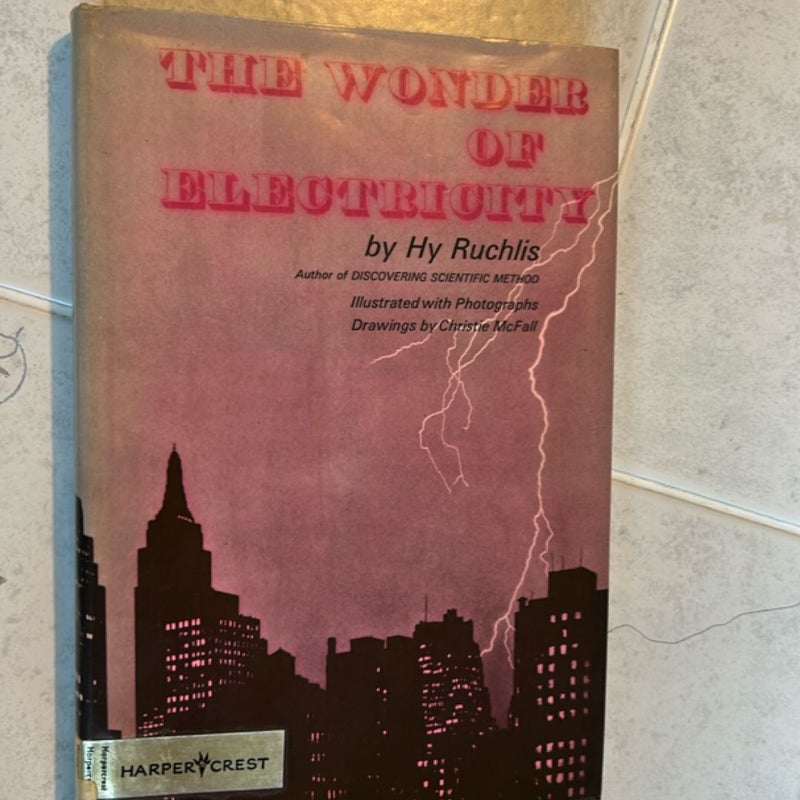 THE WONDER
OF
ELECTRICITY
by Hy Ruchlis
Author of DISCOVERING SCIENTIFIC METHOD
Illustrated with Photographs
Drawings by Christie McFall
HARPER CREST
Harpercrest